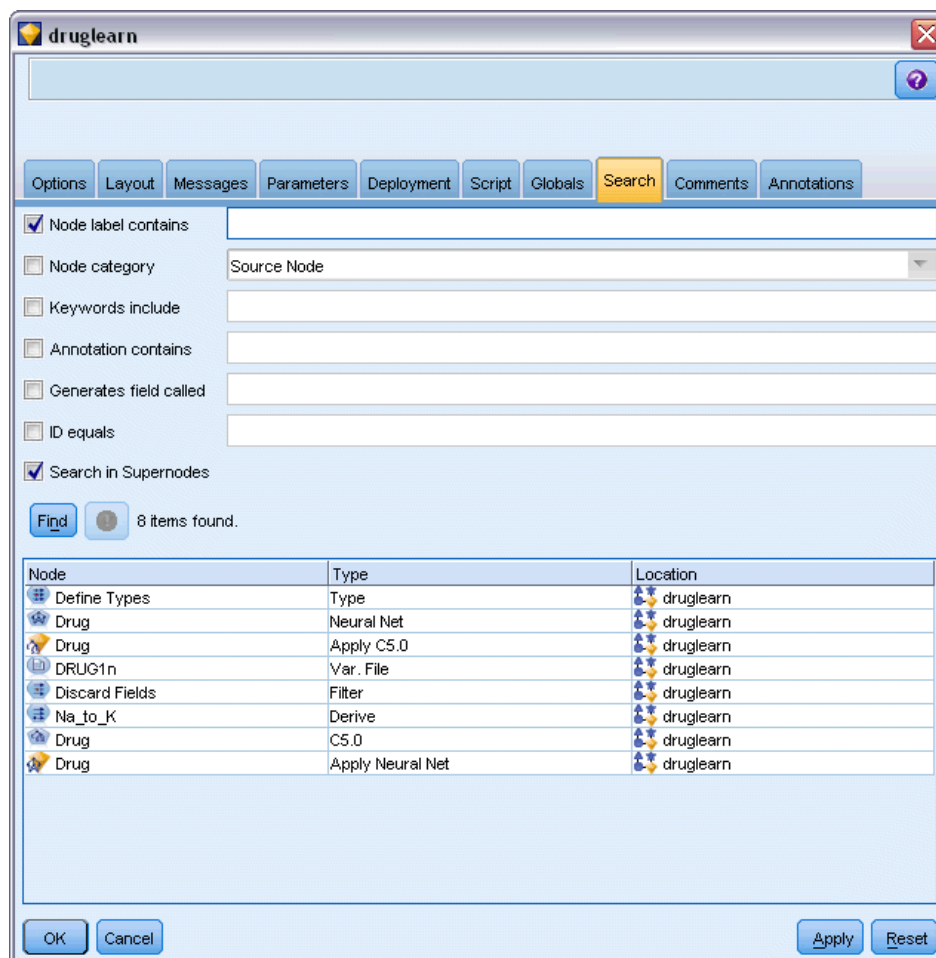 druglearn
Options Layout Messages Parameters Deployment Script Globals Search Comments Annotations
Node label contains
Node category Source Node
Keywords include
Annotation contains
Generates field called
ID equals
Search in Supernodes
Find 8 items found.
Node Type Location
Define Types Type druglearn
Drug Neural Net druglearn
Drug Apply C5.0 druglearn
DRUG1n Var. File druglearn
Discard Fields Filter druglearn
Na_to_K Derive druglearn
Drug C5.0 druglearn
Drug Apply Neural Net druglearn
OK Cancel Apply Reset